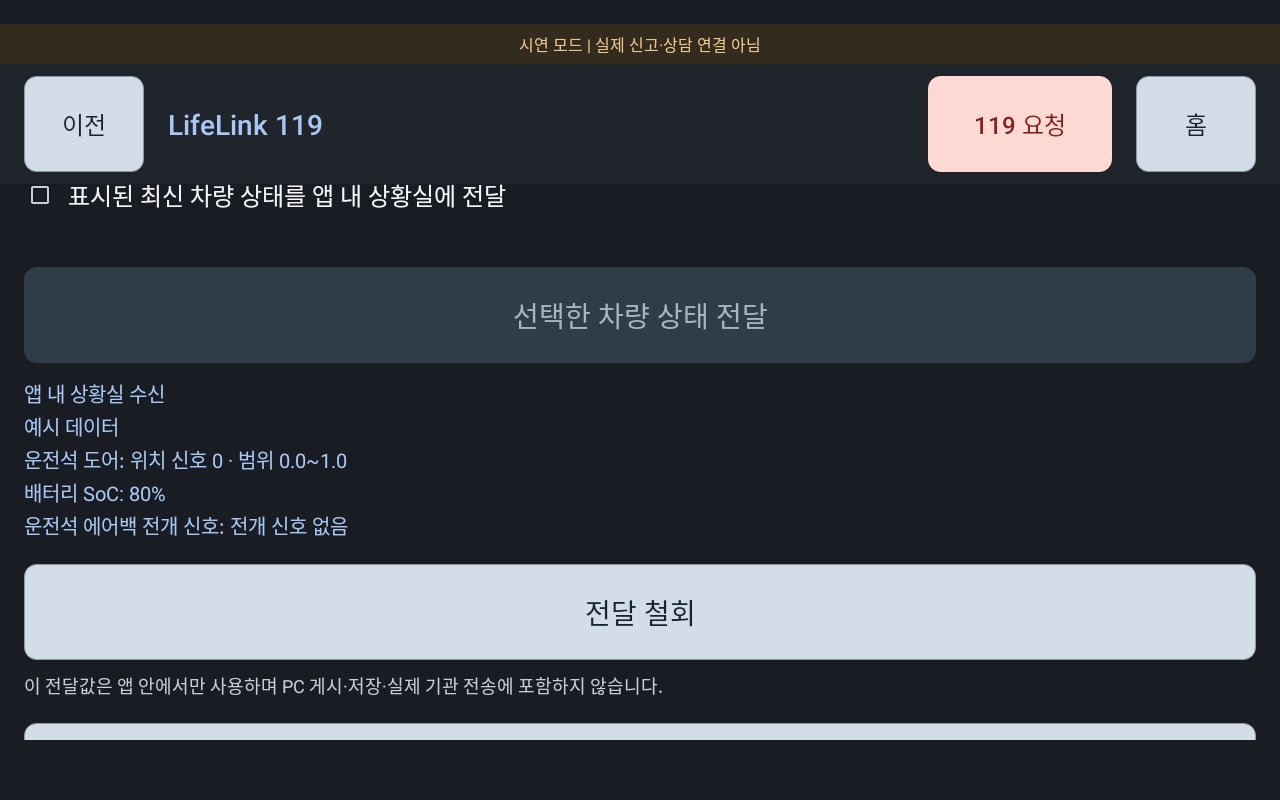 시연 모드 | 실제 신고·상담 연결 아님
이전
LifeLink 119
119 요청
홈
표시된 최신 차량 상태를 앱 내 상황실에 전달
선택한 차량 상태 전달
앱 내 상황실 수신
예시 데이터
운전석 도어: 위치 신호 0 · 범위 0.0~1.0
배터리 SoC: 80%
운전석 에어백 전개 신호: 전개 신호 없음
전달 철회
이 전달값은 앱 안에서만 사용하며 PC 게시·저장·실제 기관 전송에 포함하지 않습니다.